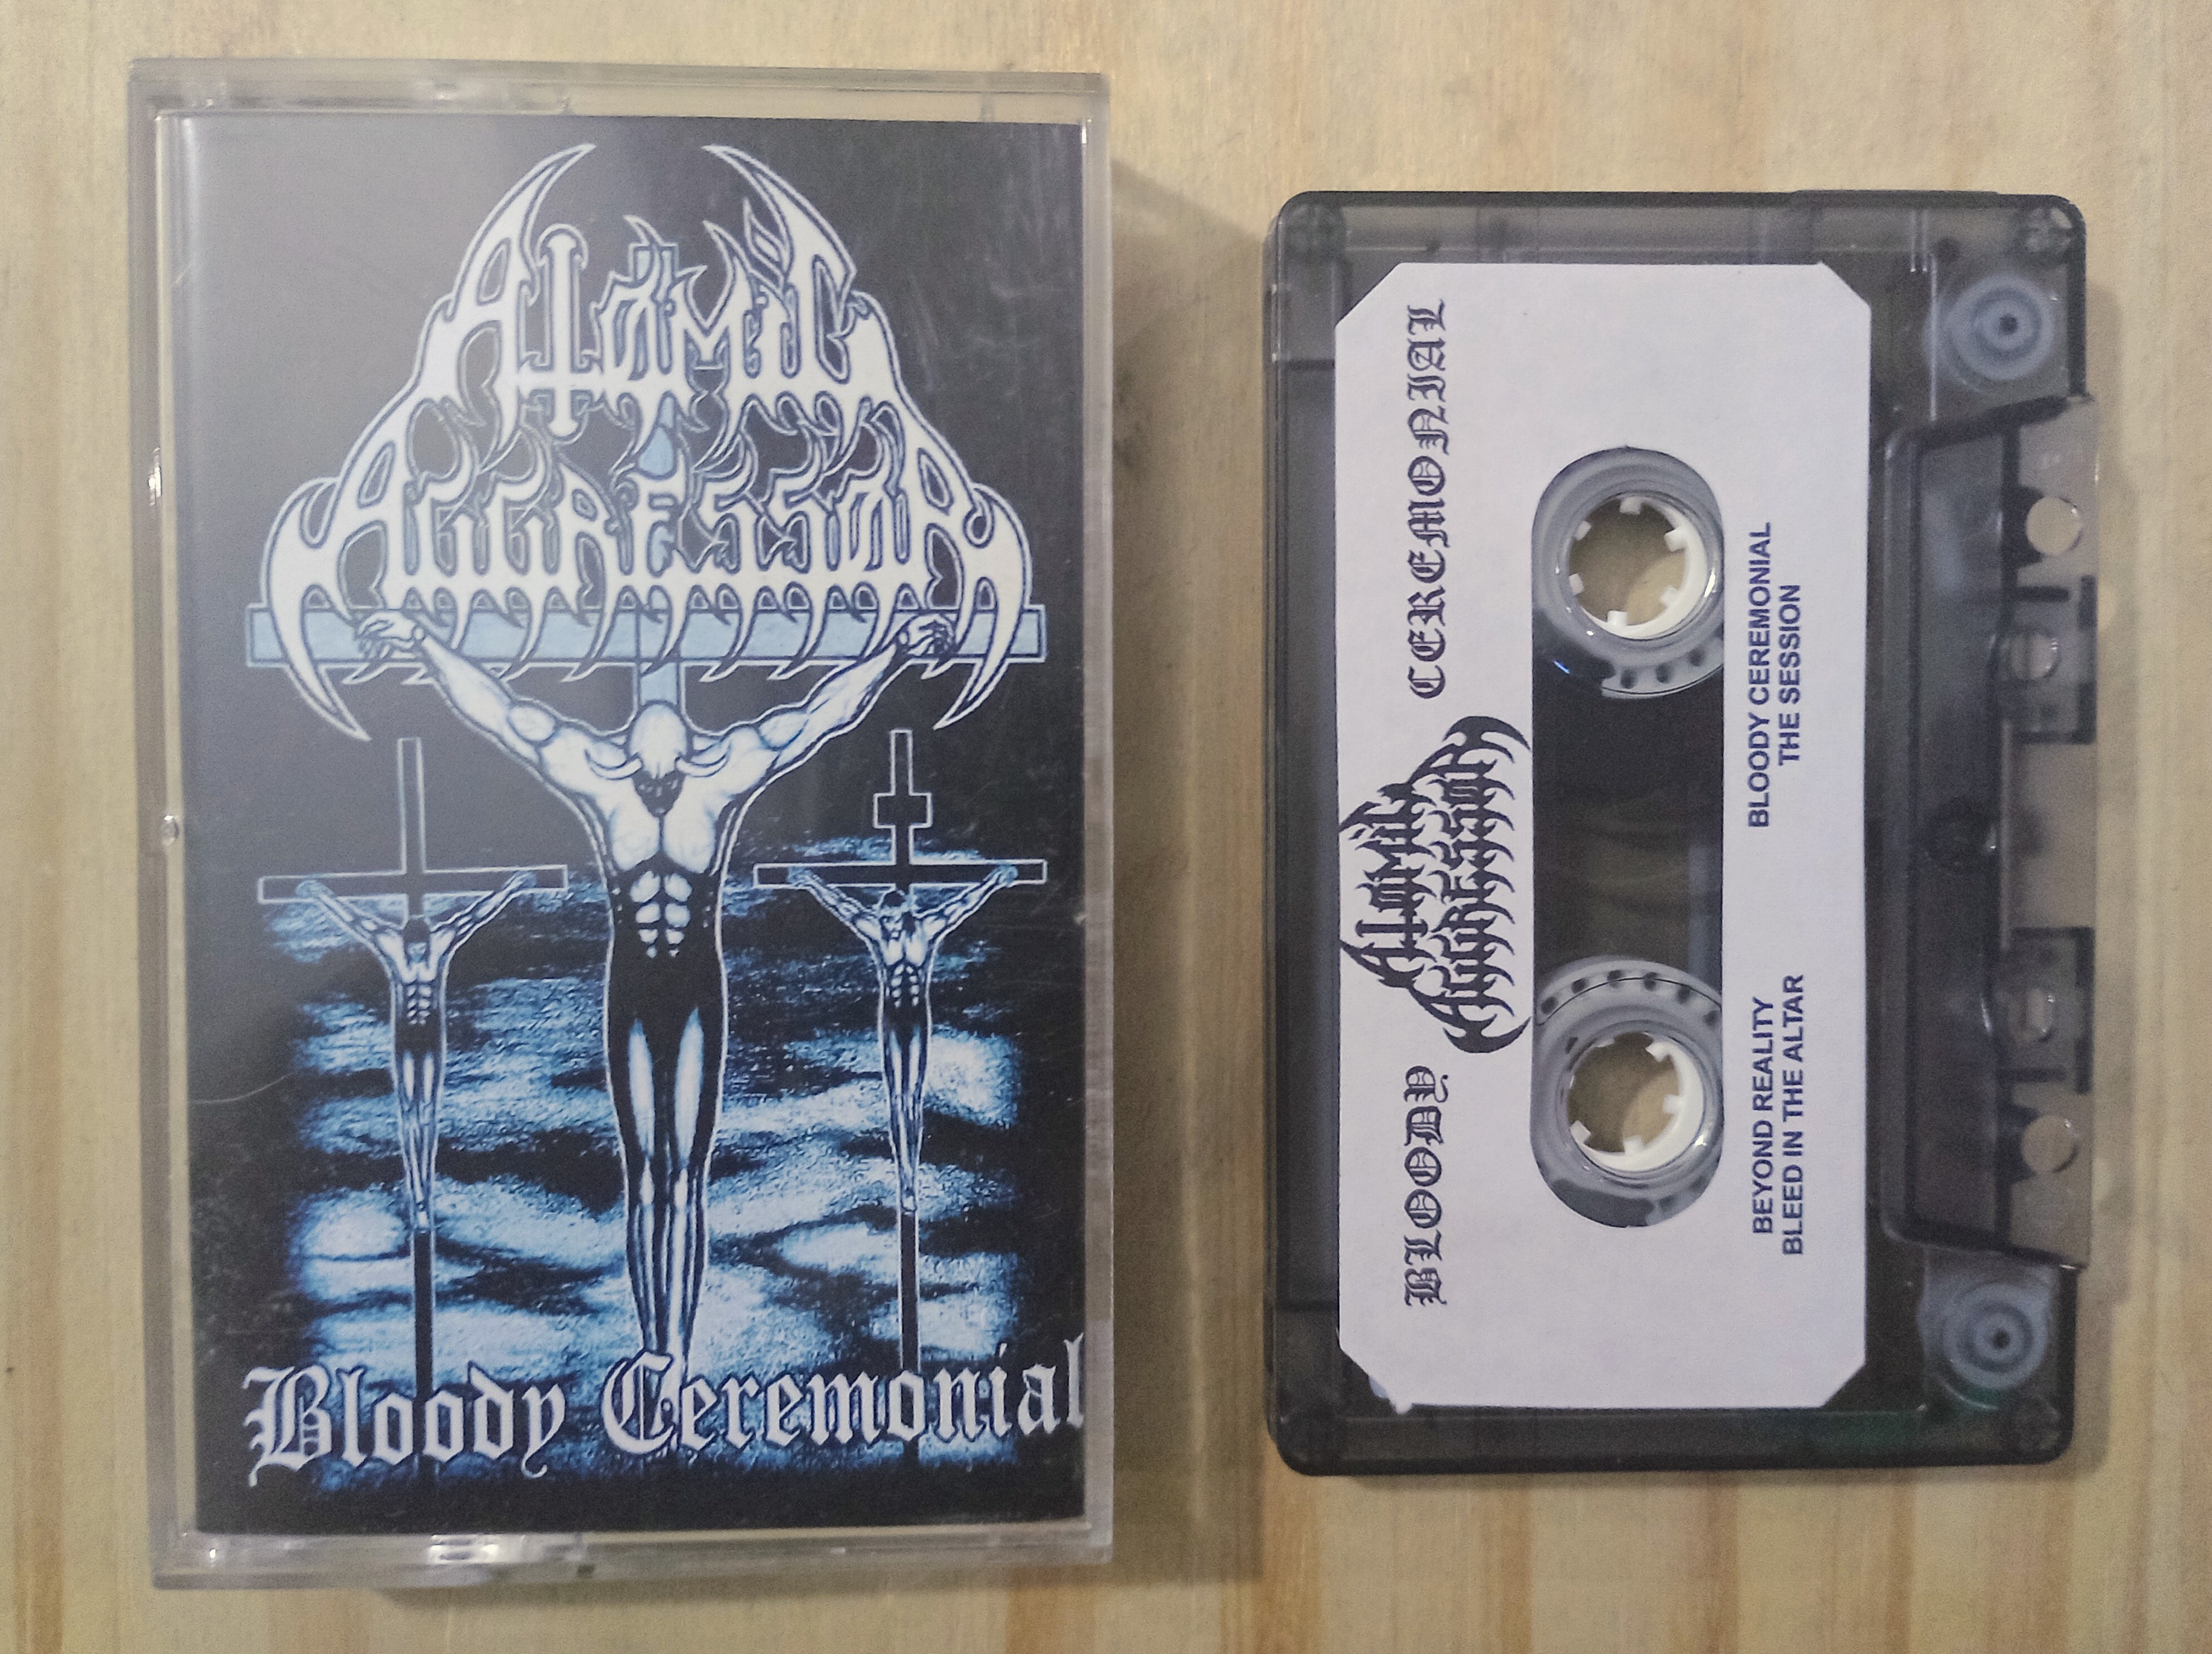 ATOMIC
AGGRESSOR
Bloody Ceremonial
BLOODY ATOMIC AGGRESSOR CEREMONIAL
BEYOND REALITY
BLEED IN THE ALTAR
BLOODY CEREMONIAL
THE SESSION